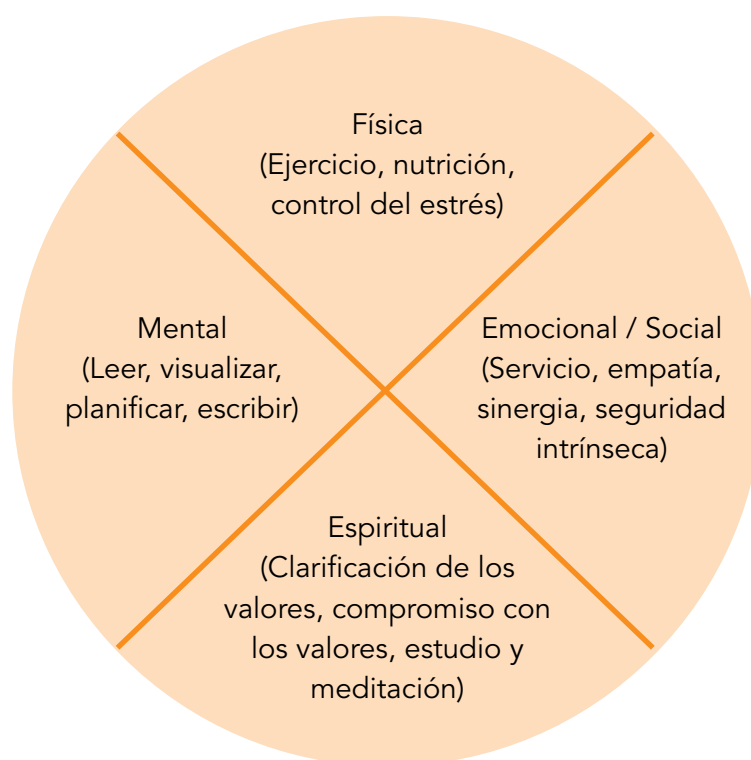 Física
(Ejercicio, nutrición,
control del estrés)
Mental
(Leer, visualizar,
planificar, escribir)
Emocional / Social
(Servicio, empatía,
sinergia, seguridad
intrínseca)
Espiritual
(Clarificación de los
valores, compromiso con
los valores, estudio y
meditación)